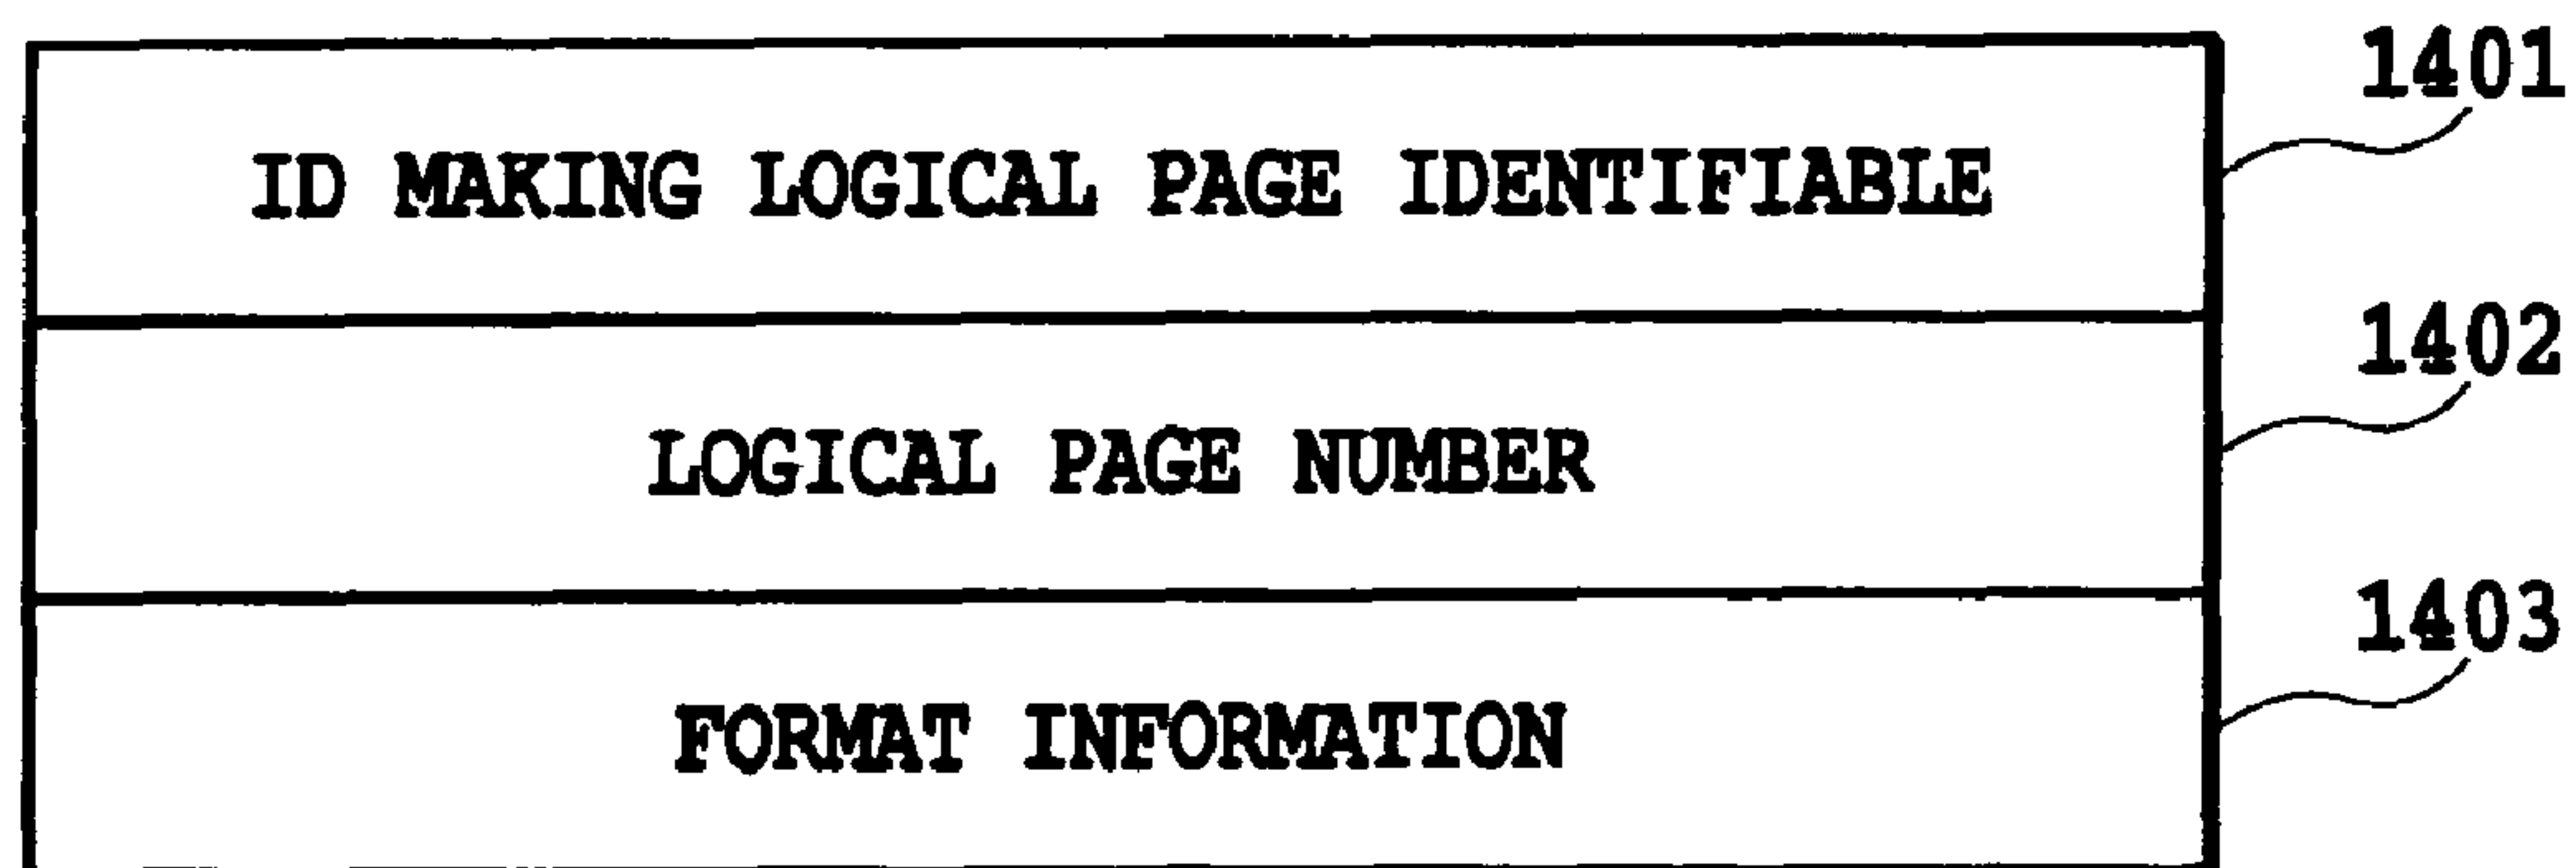 1401
ID MAKING LOGICAL PAGE IDENTIFIABLE
1402
LOGICAL PAGE NUMBER
1403
FORMAT INFORMATION